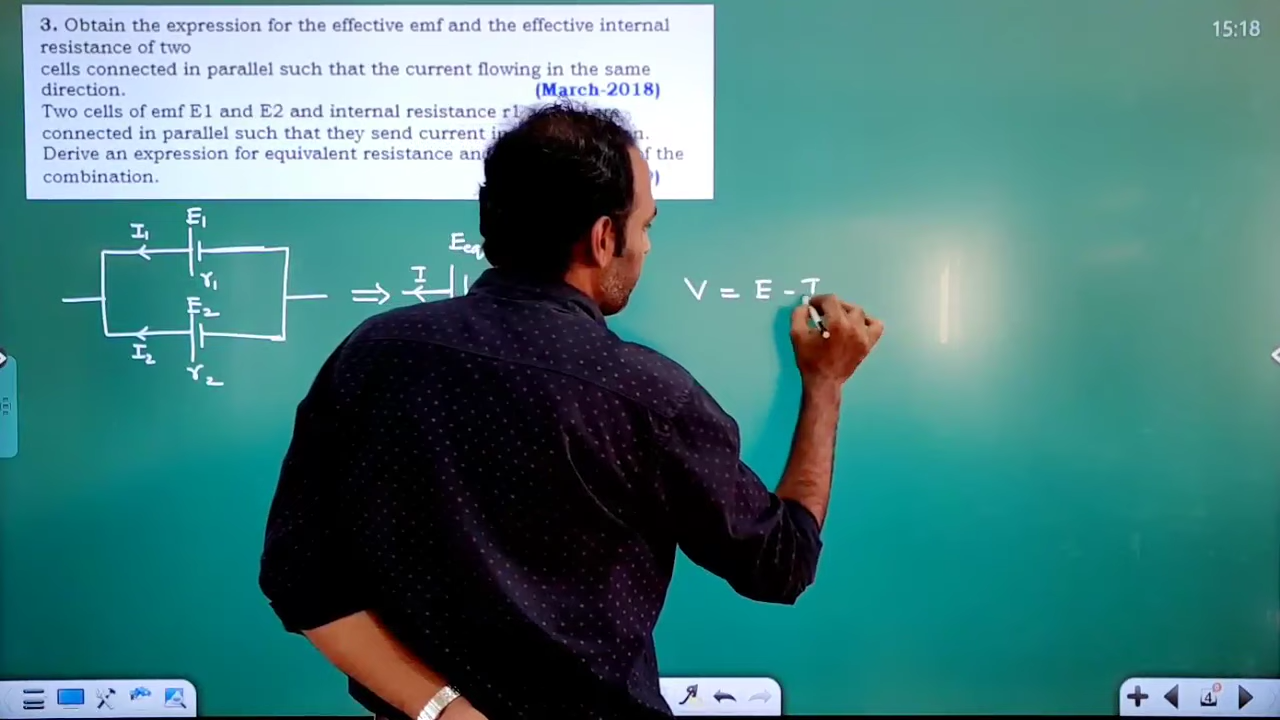 15:18
3. Obtain the expression for the effective emf and the effective internal
resistance of two
cells connected in parallel such that the current flowing in the same
direction. (March-2018)
Two cells of emf E1 and E2 and internal resistance
connected in parallel such that they send current
Derive an expression for equivalent resistance of the
combination.
E₁
I₁
r₁
E₂
I₂
r₂
⇒
I
V = E -
4